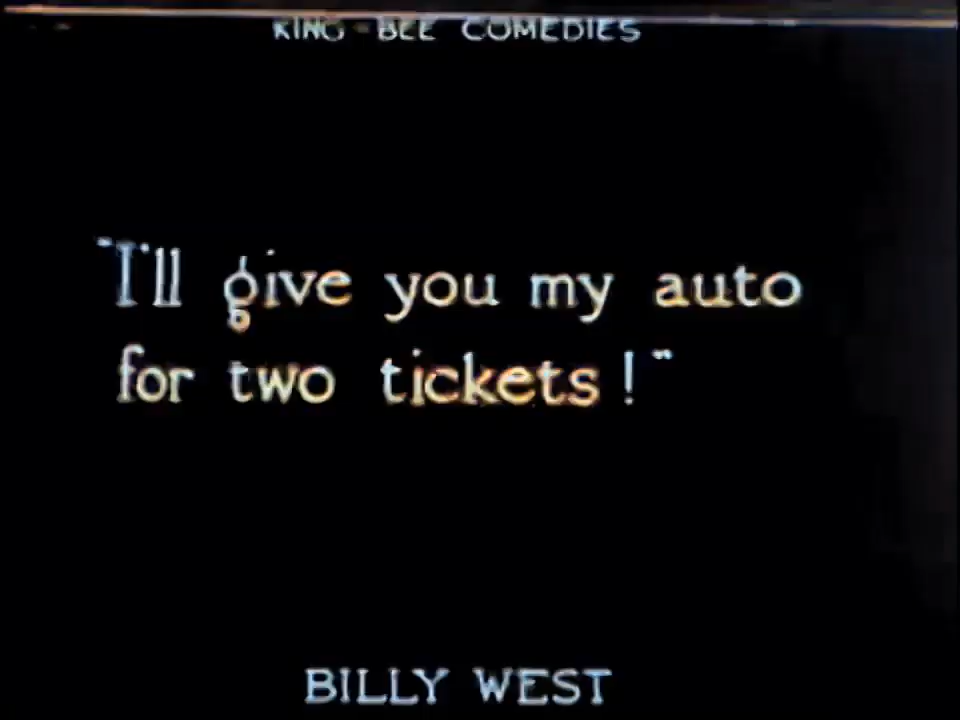 KING-BEE COMEDIES
"I'll give you my auto
for two tickets!"
BILLY WEST